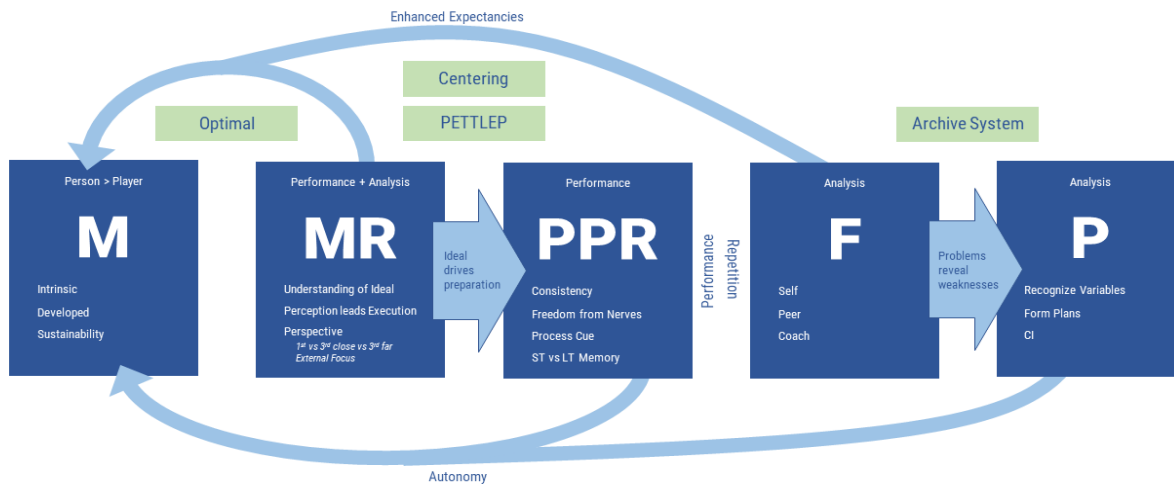 Enhanced Expectancies
Centering
Optimal
PETTLEP
Archive System
Person > Player
M
Intrinsic
Developed
Sustainability
Performance + Analysis
MR
Understanding of Ideal
Perception leads Execution
Perspective
1st vs 3rd close vs 3rd far
External Focus
Ideal
drives
preparation
Performance
PPR
Consistency
Freedom from Nerves
Process Cue
ST vs LT Memory
Performance
Repetition
Analysis
F
Self
Peer
Coach
Problems
reveal
weaknesses
Analysis
P
Recognize Variables
Form Plans
CI
Autonomy